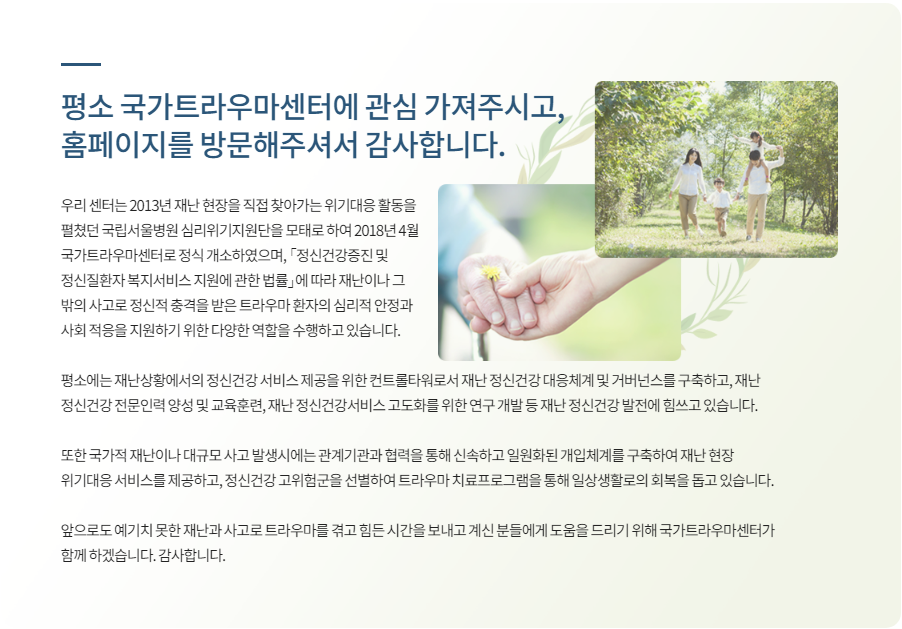 평소 국가트라우마센터에 관심 가져주시고,
홈페이지를 방문해주셔서 감사합니다.
우리 센터는 2013년 재난 현장을 직접 찾아가는 위기대응 활동을
펼쳤던 국립서울병원 심리위기지원단을 모태로 하여 2018년 4월
국가트라우마센터로 정식 개소하였으며, 「정신건강증진 및
정신질환자 복지서비스 지원에 관한 법률」에 따라 재난이나 그
밖의 사고로 정신적 충격을 받은 트라우마 환자의 심리적 안정과
사회 적응을 지원하기 위한 다양한 역할을 수행하고 있습니다.
평소에는 재난상황에서의 정신건강 서비스 제공을 위한 컨트롤타워로서 재난 정신건강 대응체계 및 거버넌스를 구축하고, 재난
정신건강 전문인력 양성 및 교육훈련, 재난 정신건강서비스 고도화를 위한 연구 개발 등 재난 정신건강 발전에 힘쓰고 있습니다.
또한 국가적 재난이나 대규모 사고 발생시에는 관계기관과 협력을 통해 신속하고 일원화된 개입체계를 구축하여 재난 현장
위기대응 서비스를 제공하고, 정신건강 고위험군을 선별하여 트라우마 치료프로그램을 통해 일상생활로의 회복을 돕고 있습니다.
앞으로도 예기치 못한 재난과 사고로 트라우마를 겪고 힘든 시간을 보내고 계신 분들에게 도움을 드리기 위해 국가트라우마센터가
함께 하겠습니다. 감사합니다.